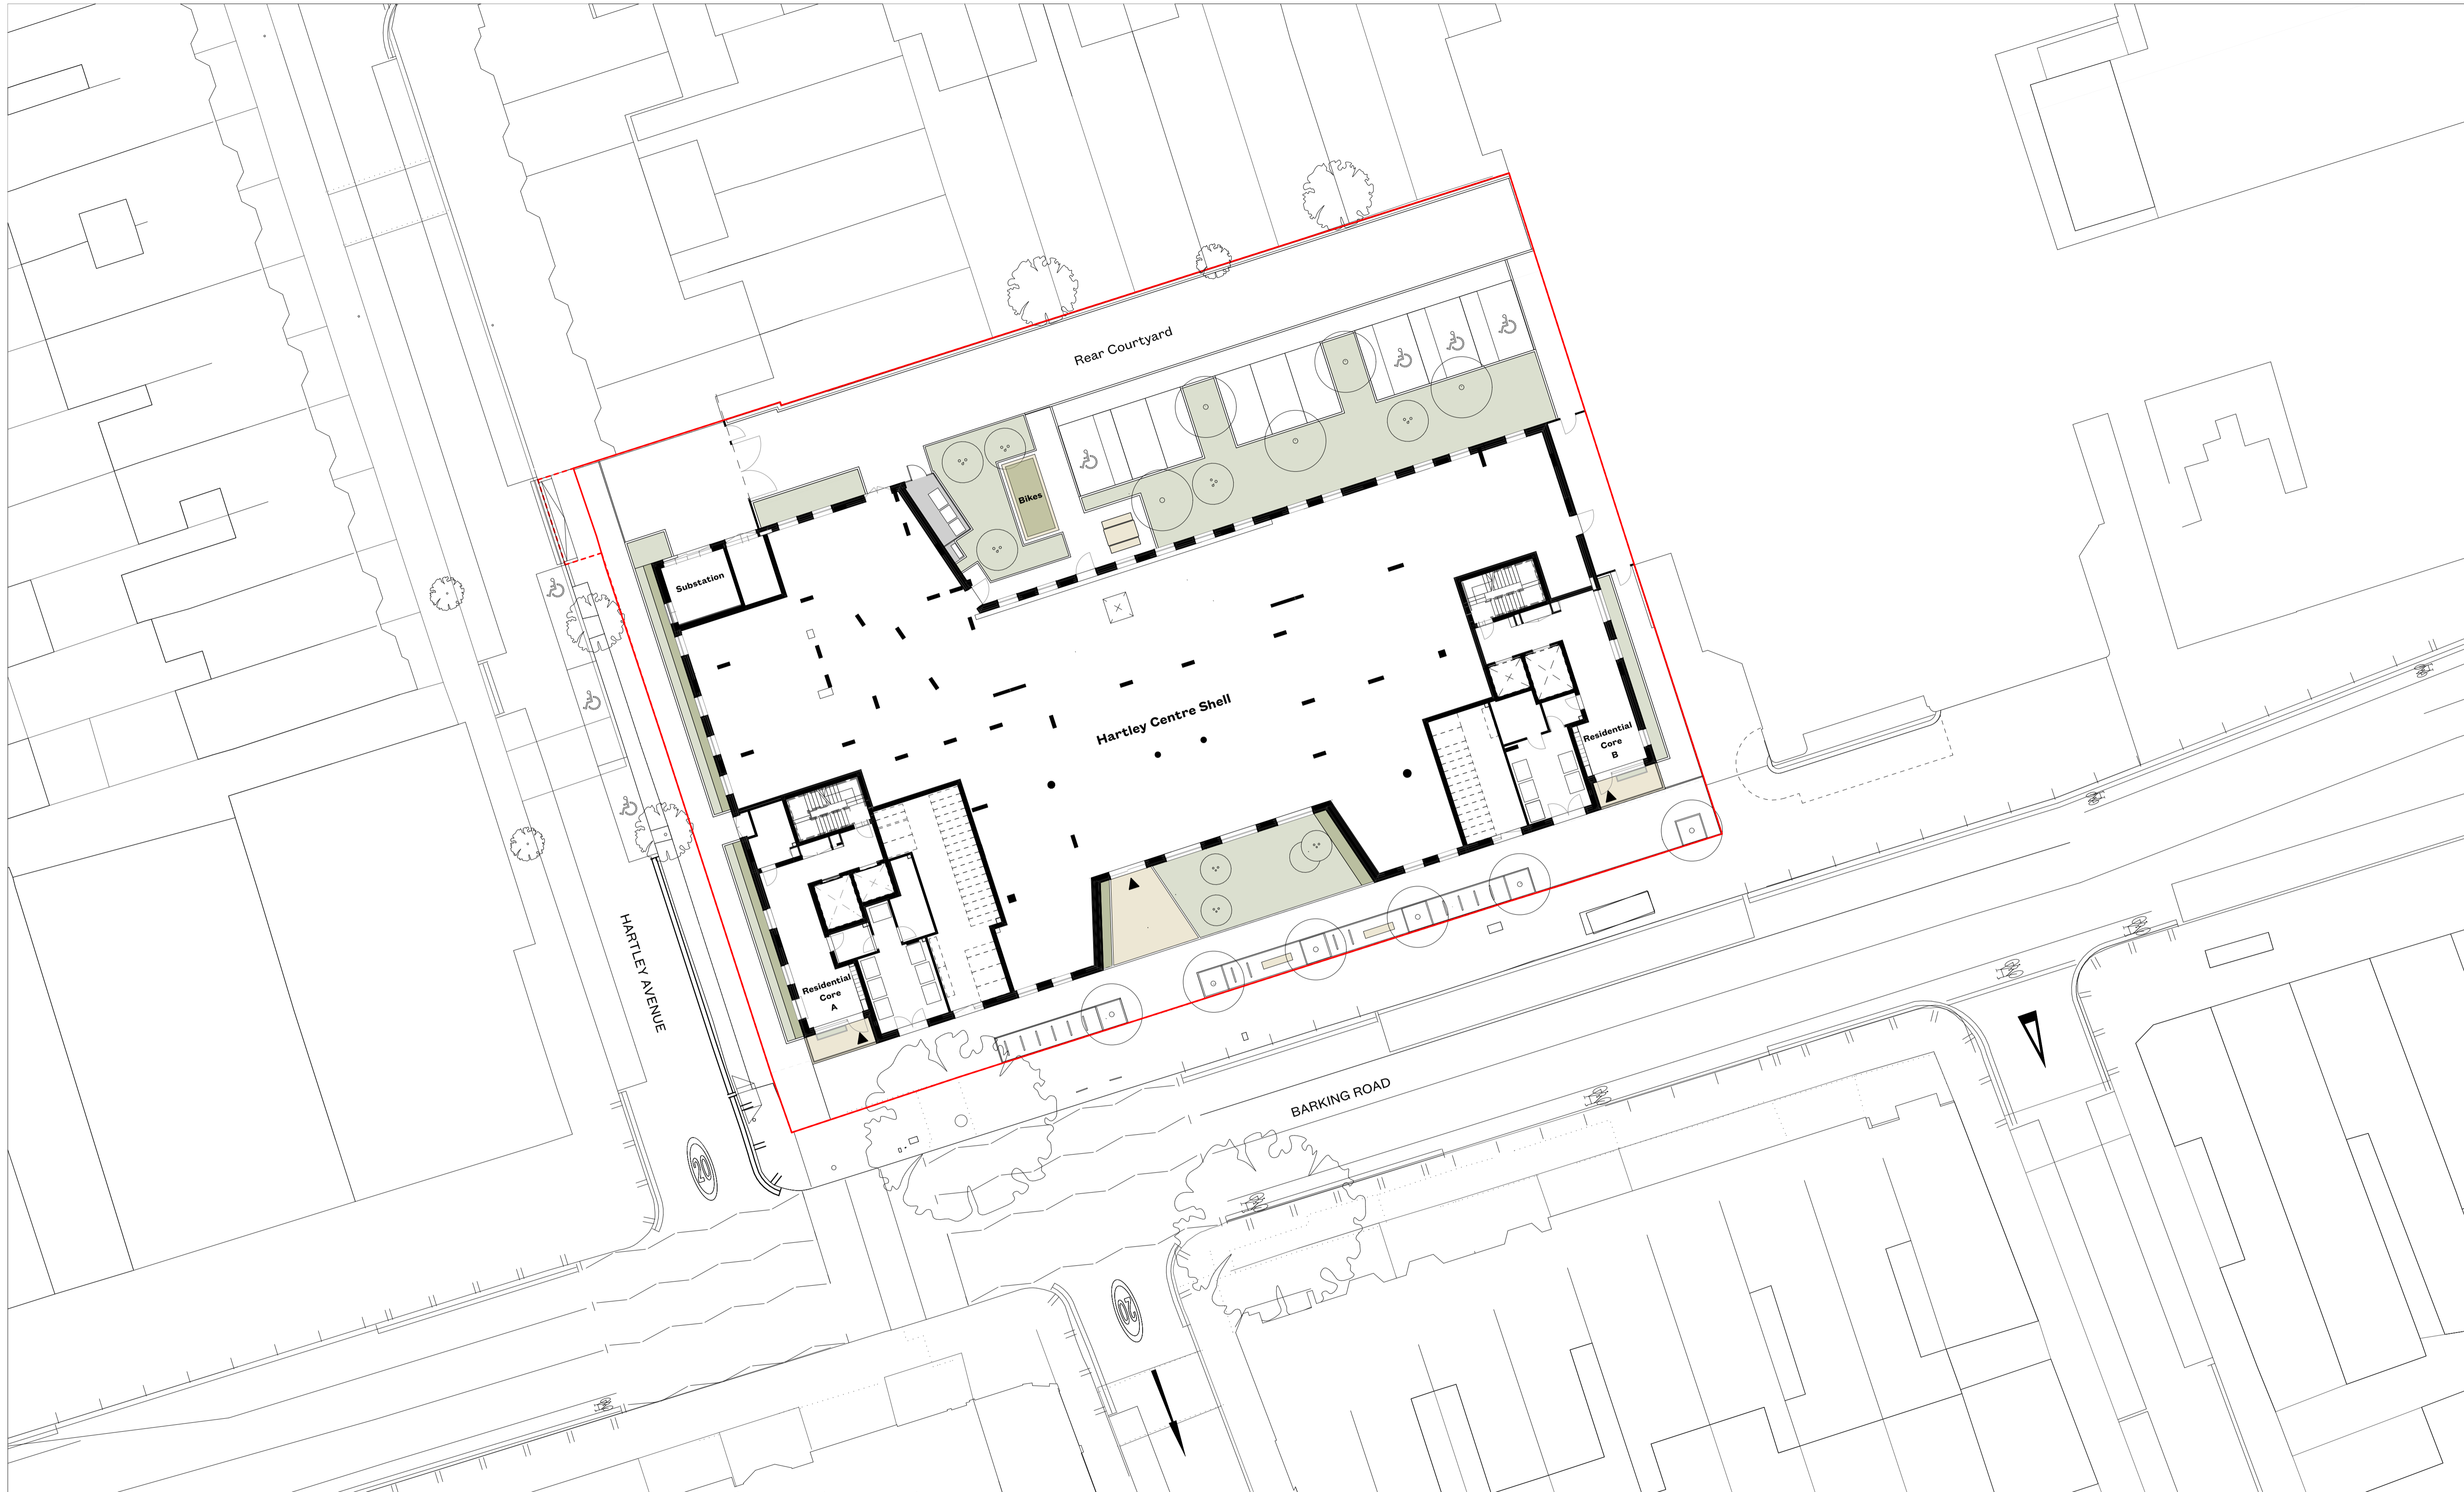 Rear Courtyard
Bikes
Substation
Hartley Centre Shell
Residential
Core
B
Residential
Core
A
HARTLEY AVENUE
BARKING ROAD
20
20